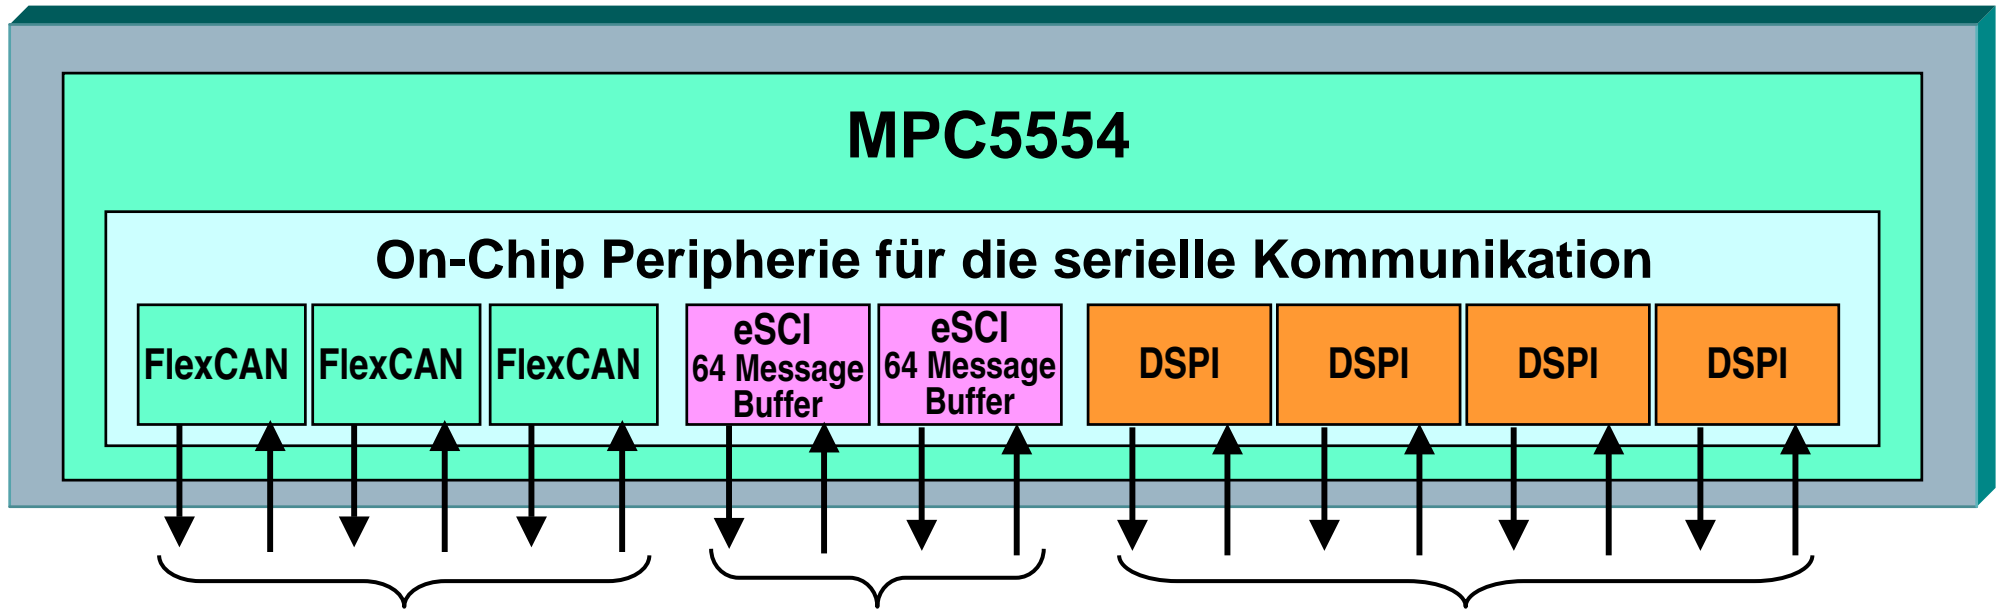 MPC5554
On-Chip Peripherie für die serielle Kommunikation
FlexCAN
FlexCAN
FlexCAN
eSCI
64 Message
Buffer
eSCI
64 Message
Buffer
DSPI
DSPI
DSPI
DSPI